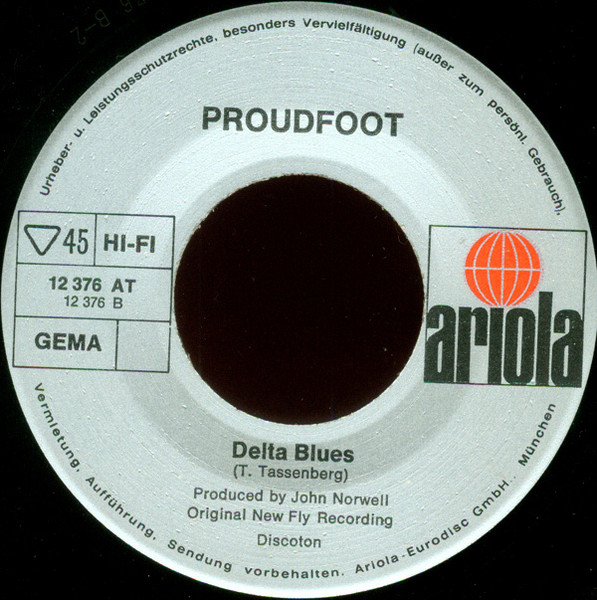 Urheber- u. Leistungsschutzrechte, besonders Vervielfältigung (außer zum persönl. Gebrauch),
PROUDFOOT
45 HI-FI
12 376 AT
12 376 B
GEMA
ariola
Delta Blues
(T. Tassenberg)
Produced by John Norwell
Original New Fly Recording
Discoton
Vermietung, Aufführung, Sendung vorbehalten. Ariola-Eurodisc GmbH., München